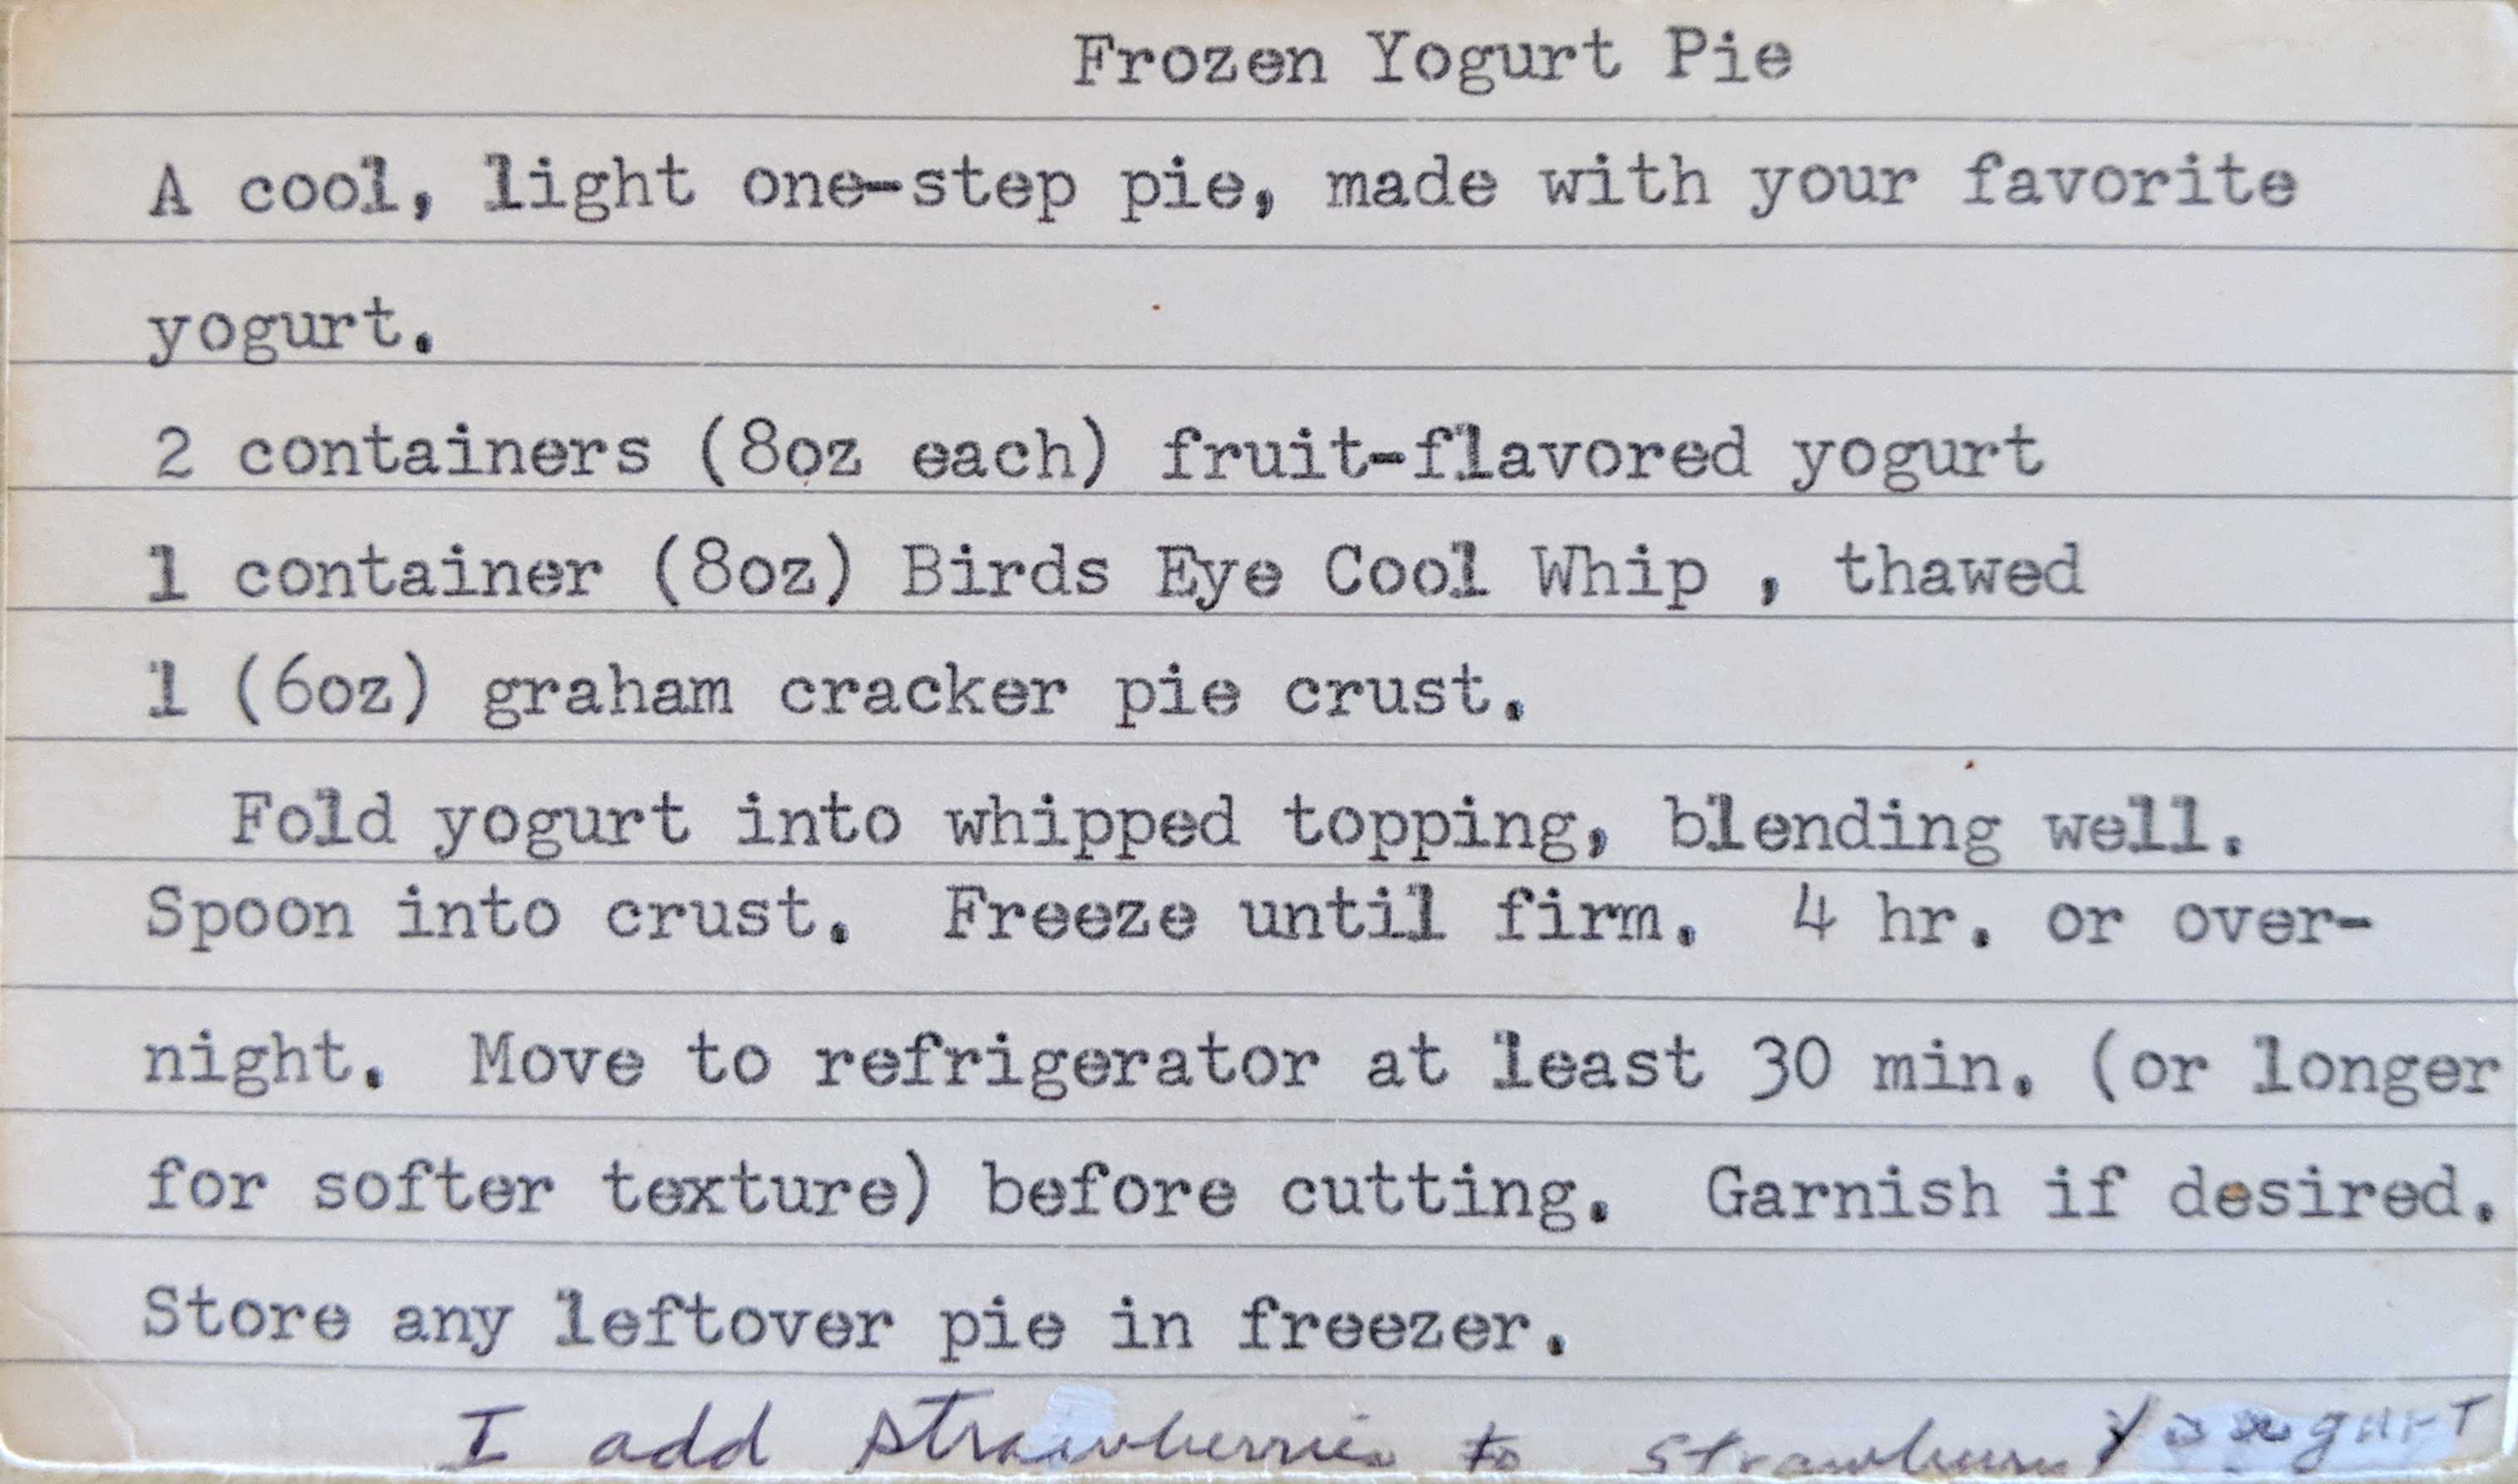 Frozen Yogurt Pie
A cool, light one-step pie, made with your favorite
yogurt.
2 containers (8oz each) fruit-flavored yogurt
1 container (8oz) Birds Eye Cool Whip , thawed
1 (6oz) graham cracker pie crust.
Fold yogurt into whipped topping, blending well.
Spoon into crust. Freeze until firm. 4 hr. or over-
night. Move to refrigerator at least 30 min. (or longer
for softer texture) before cutting. Garnish if desired.
Store any leftover pie in freezer.
I add strawberries to strawberry